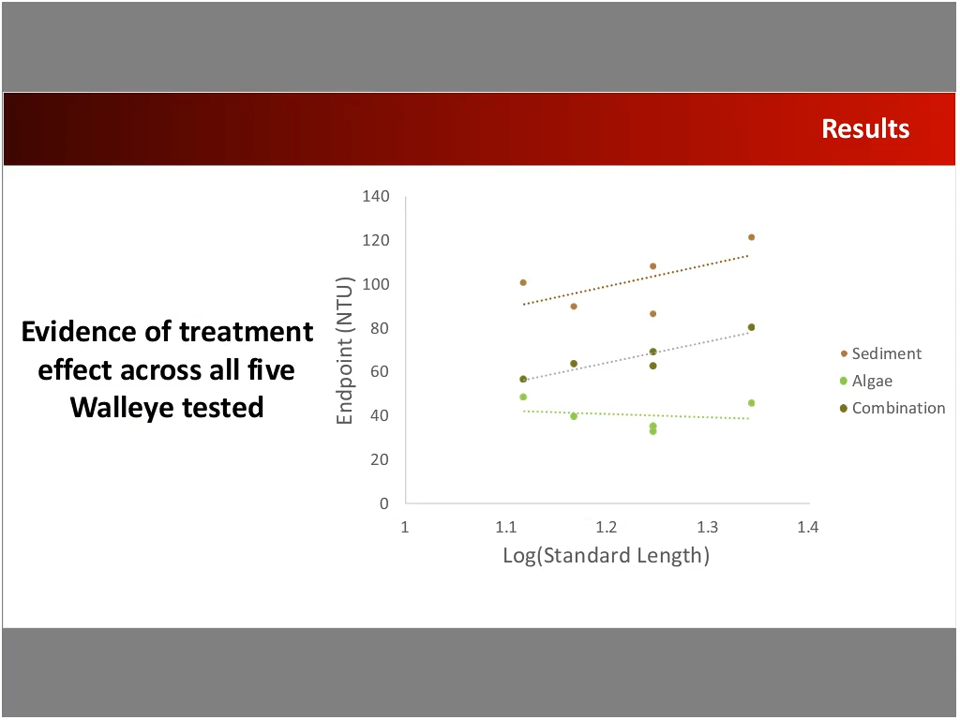 Results
Evidence of treatment
effect across all five
Walleye tested
140
120
100
80
60
40
20
0
Endpoint (NTU)
1
1.1
1.2
1.3
1.4
Log(Standard Length)
Sediment
Algae
Combination